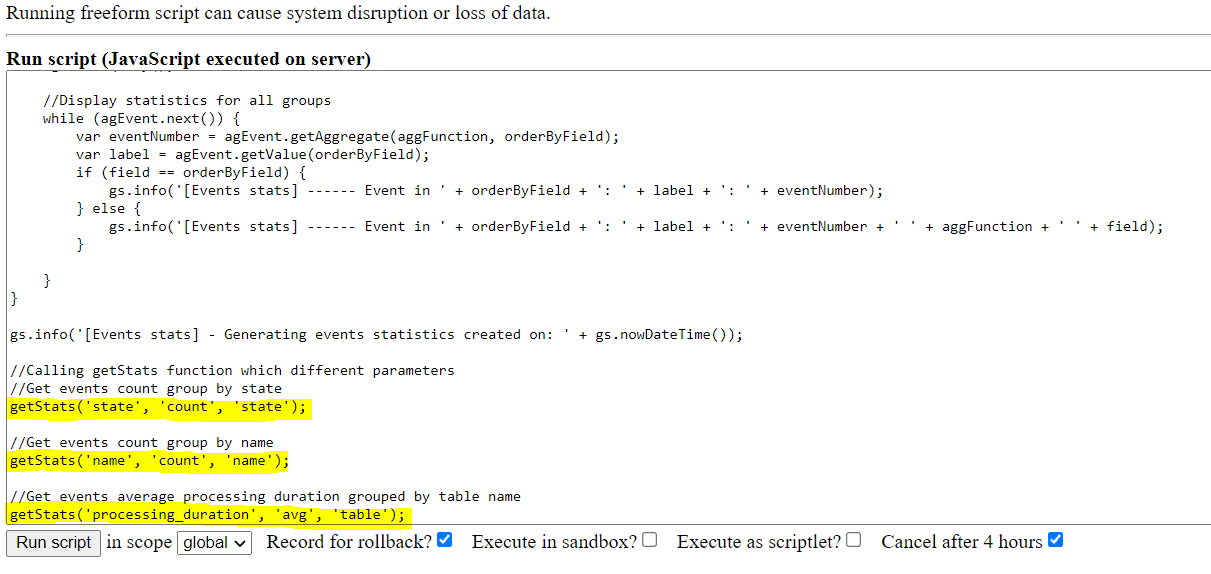 Running freeform script can cause system disruption or loss of data.
Run script (JavaScript executed on server)
    //Display statistics for all groups
    while (agEvent.next()) {
        var eventNumber = agEvent.getAggregate(aggFunction, orderByField);
        var label = agEvent.getValue(orderByField);
        if (field == orderByField) {
            gs.info('[Events stats] ------ Event in ' + orderByField + ': ' + label + ': ' + eventNumber);
        } else {
            gs.info('[Events stats] ------ Event in ' + orderByField + ': ' + label + ': ' + eventNumber + ' ' + aggFunction + ' ' + field);
        }
    }
}
gs.info('[Events stats] - Generating events statistics created on: ' + gs.nowDateTime());
//Calling getStats function which different parameters
//Get events count group by state
getStats('state', 'count', 'state');
//Get events count group by name
getStats('name', 'count', 'name');
//Get events average processing duration grouped by table name
getStats('processing_duration', 'avg', 'table');
Run script in scope global Record for rollback? Execute in sandbox? Execute as scriptlet? Cancel after 4 hours